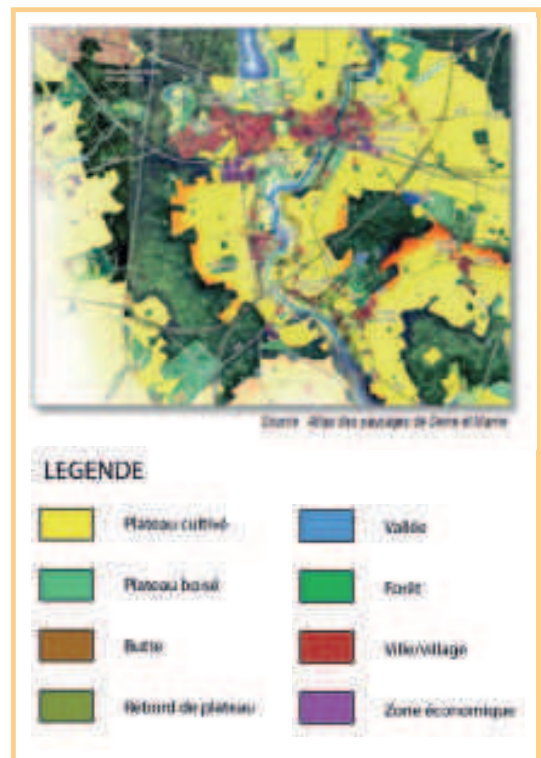 Source : Atlas des paysages de Seine et Marne
LEGENDE
Plateau cultivé
Vallée
Plateau boisé
Forêt
Butte
Ville/village
Rebord de plateau
Zone économique